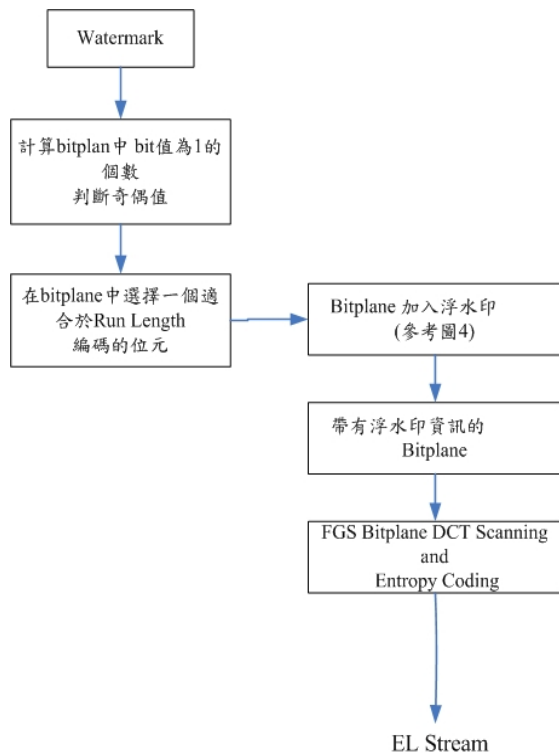 Watermark
計算bitplan中 bit值為1的
個數
判斷奇偶值
在bitplane中選擇一個適
合於Run Length
編碼的位元
Bitplane 加入浮水印
(參考圖4)
帶有浮水印資訊的
Bitplane
FGS Bitplane DCT Scanning
and
Entropy Coding
EL Stream